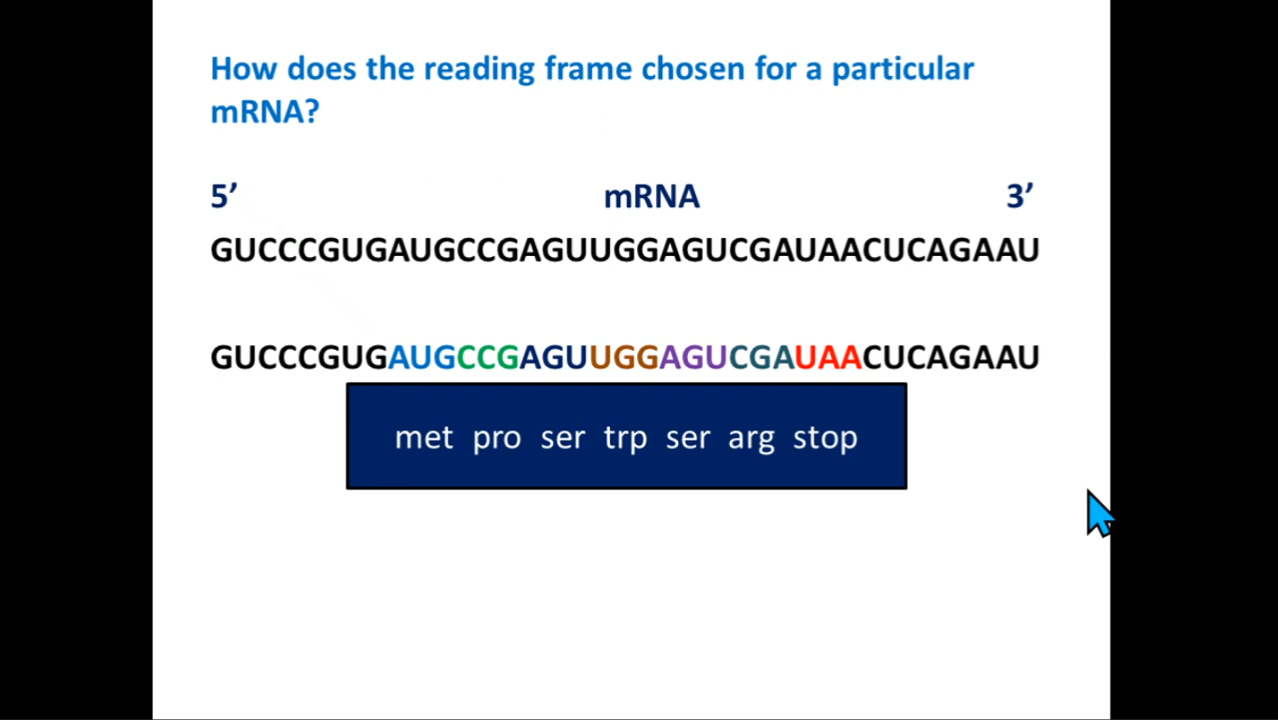 How does the reading frame chosen for a particular
mRNA?
5’ mRNA 3’
GUCCCGUGAUGCCGAGUUGGAGUCGAUAACUCAGAAU
GUCCCGUGAUGCCGAGUUGGAGUCGAUAACUCAGAAU
met pro ser trp ser arg stop